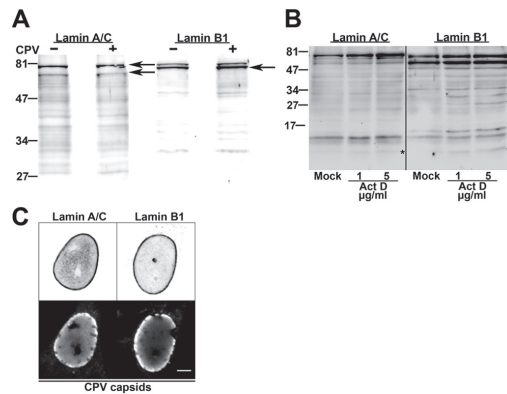 A
Lamin A/C Lamin B1
CPV − + − +
81
47
34
27
B
Lamin A/C Lamin B1
81
47
34
27
17
*
Mock 1 5 Mock 1 5
Act D Act D
µg/ml µg/ml
C
Lamin A/C Lamin B1
CPV capsids